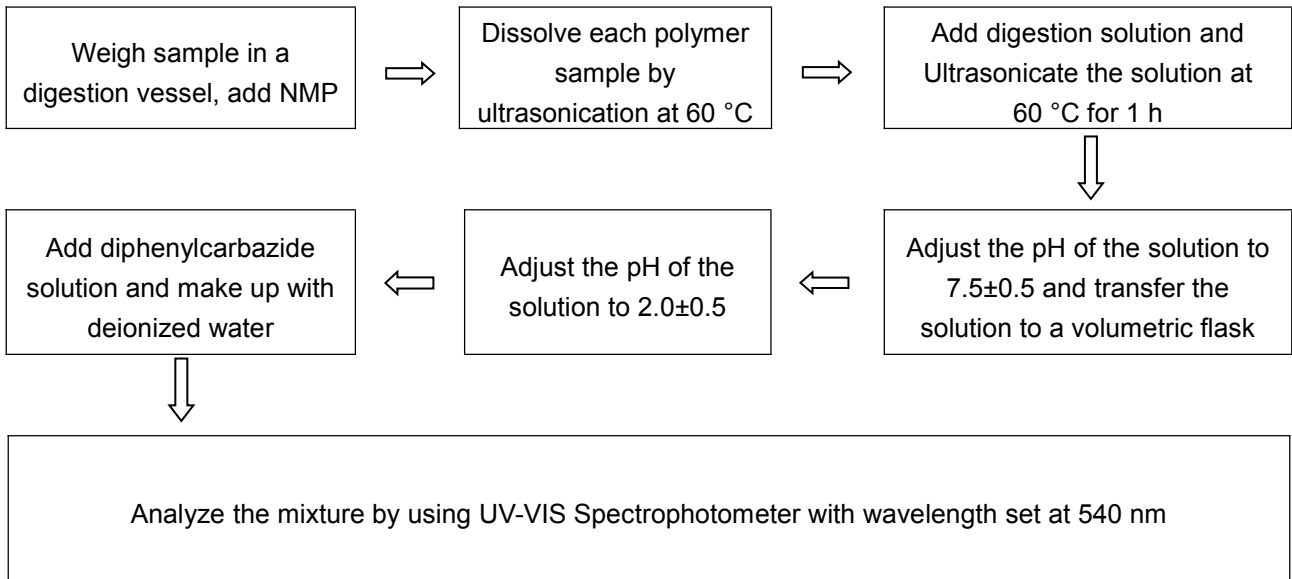 Weigh sample in a
digestion vessel, add NMP
Dissolve each polymer
sample by
ultrasonication at 60 °C
Add digestion solution and
Ultrasonicate the solution at
60 °C for 1 h
Adjust the pH of the solution to
7.5±0.5 and transfer the
solution to a volumetric flask
Adjust the pH of the
solution to 2.0±0.5
Add diphenylcarbazide
solution and make up with
deionized water
Analyze the mixture by using UV-VIS Spectrophotometer with wavelength set at 540 nm